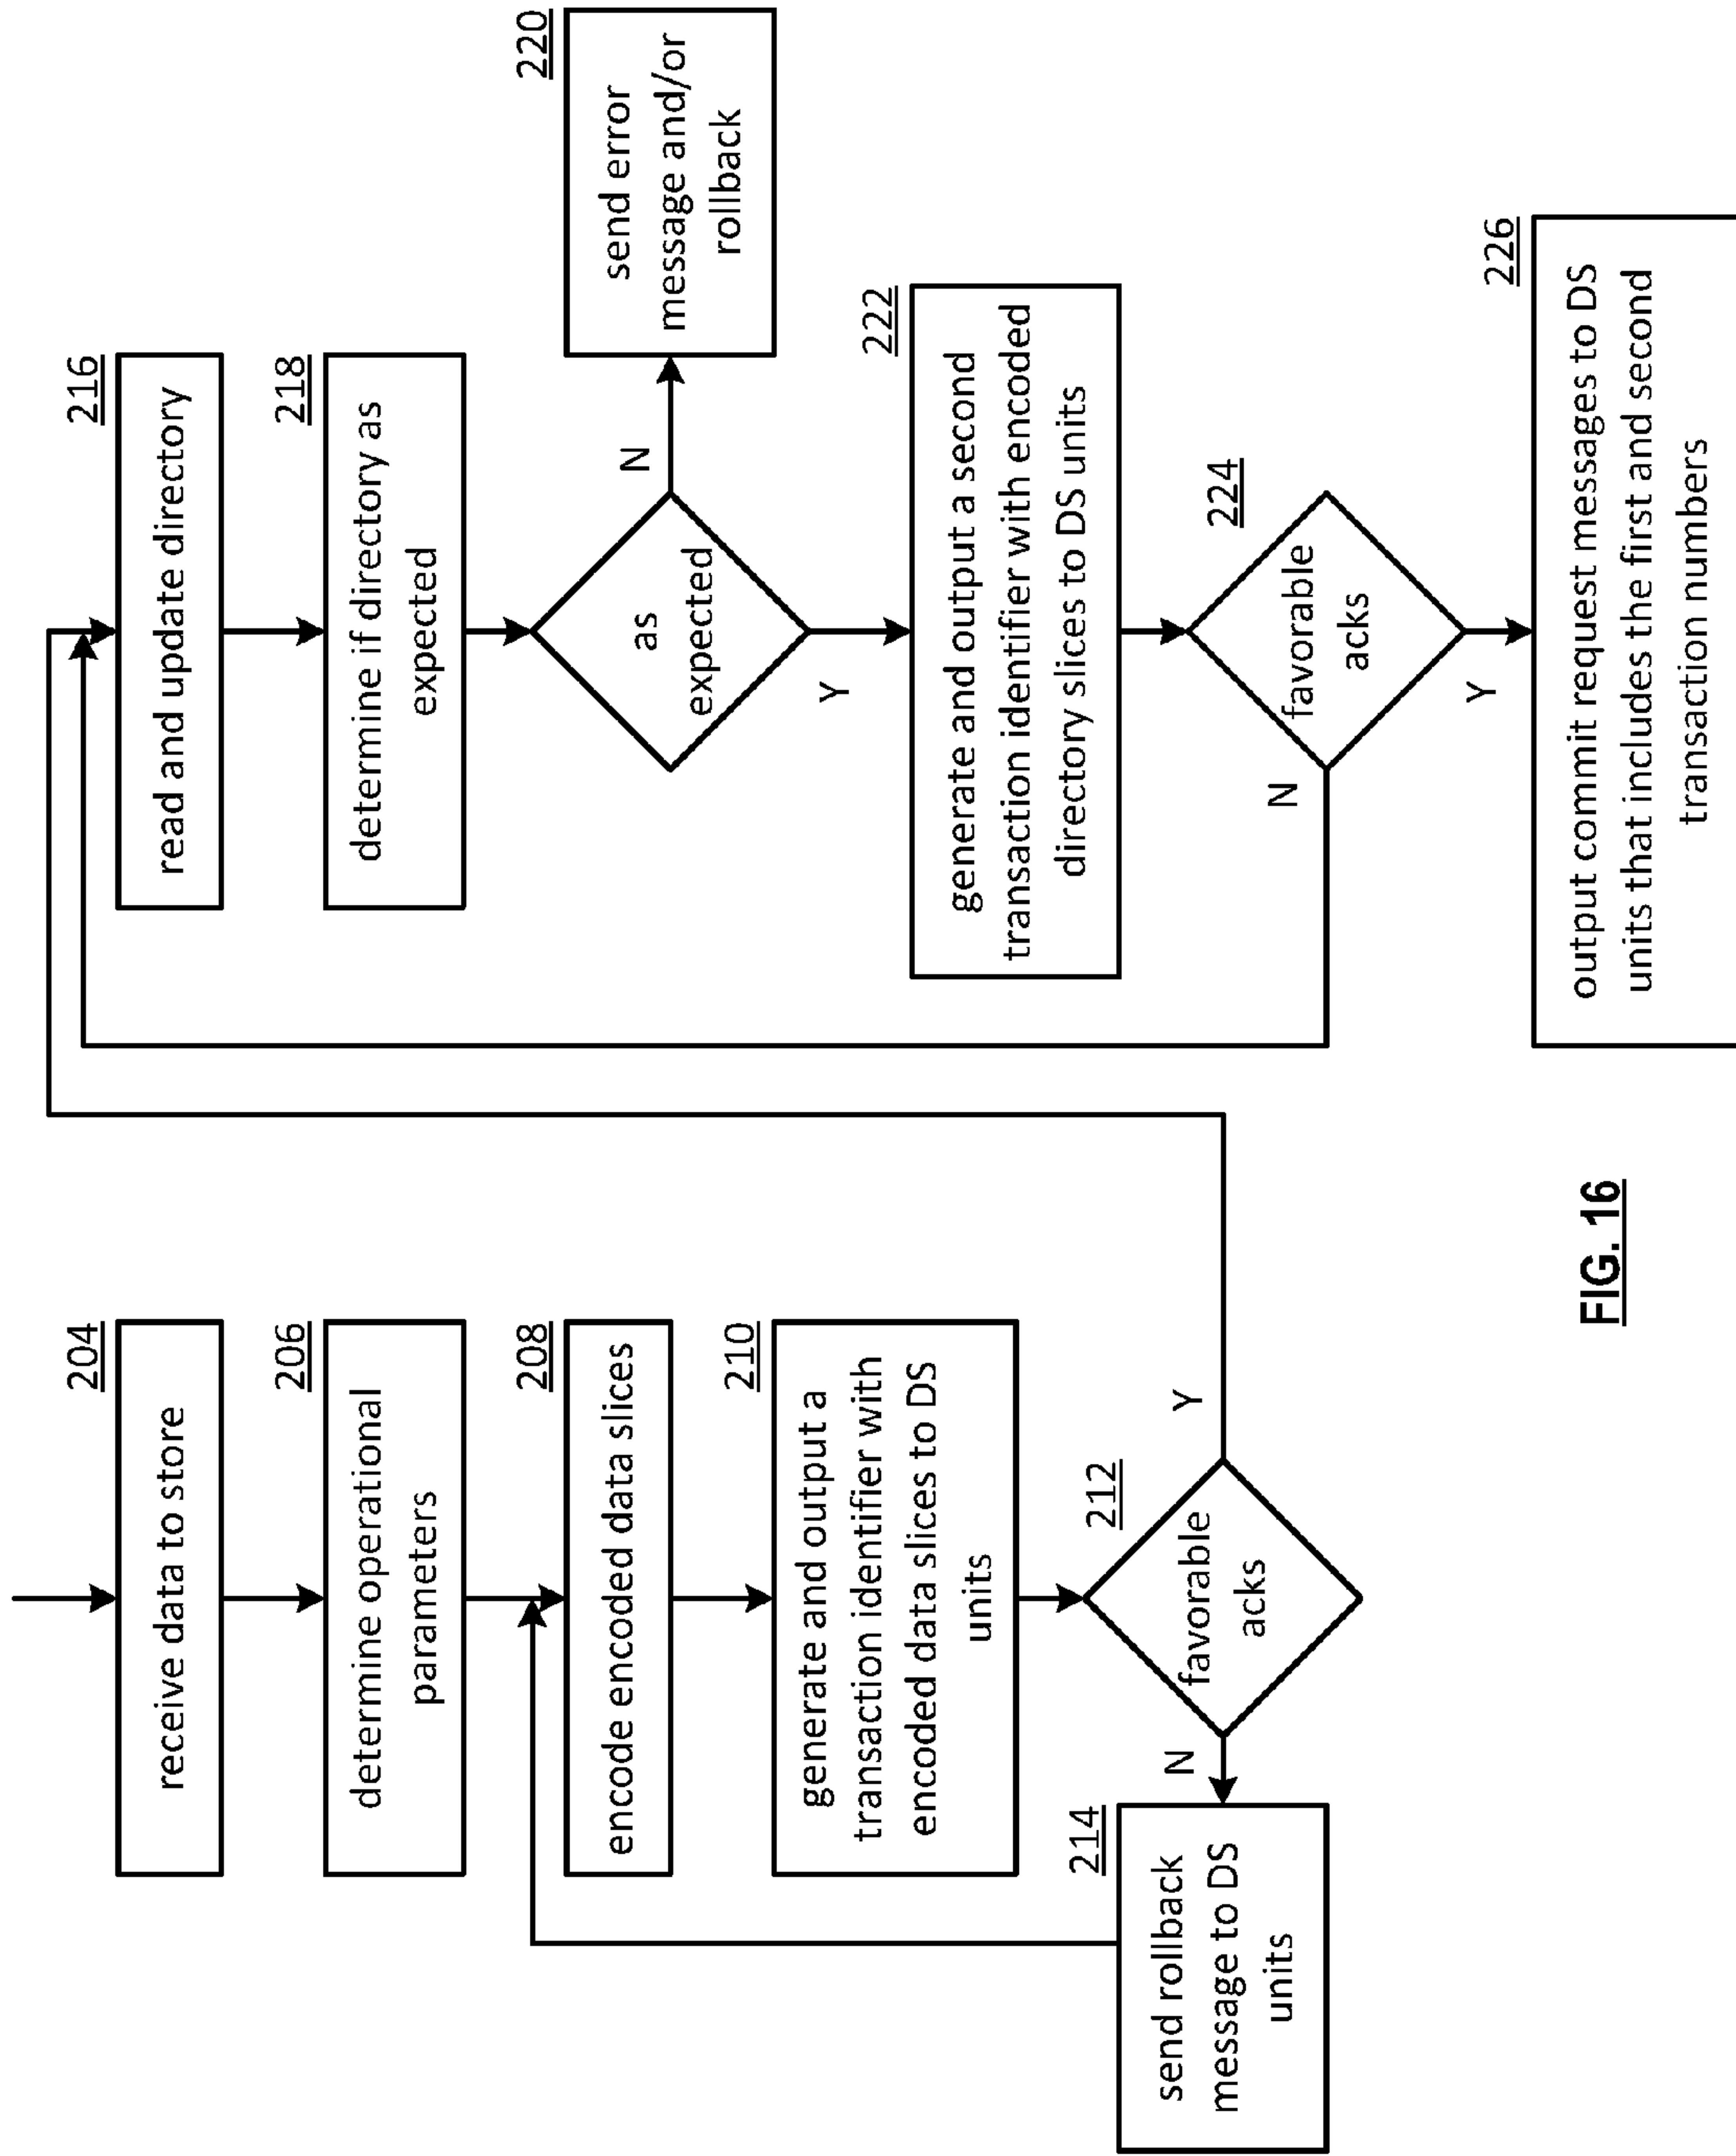 204
receive data to store
206
determine operational
parameters
208
encode encoded data slices
210
generate and output a
transaction identifier with
encoded data slices to DS
units
212
favorable
acks
N
Y
214
send rollback
message to DS
units
216
read and update directory
218
determine if directory as
expected
as
expected
N
Y
220
send error
message and/or
rollback
222
generate and output a second
transaction identifier with encoded
directory slices to DS units
224
favorable
acks
N
Y
226
output commit request messages to DS
units that includes the first and second
transaction numbers
FIG. 16